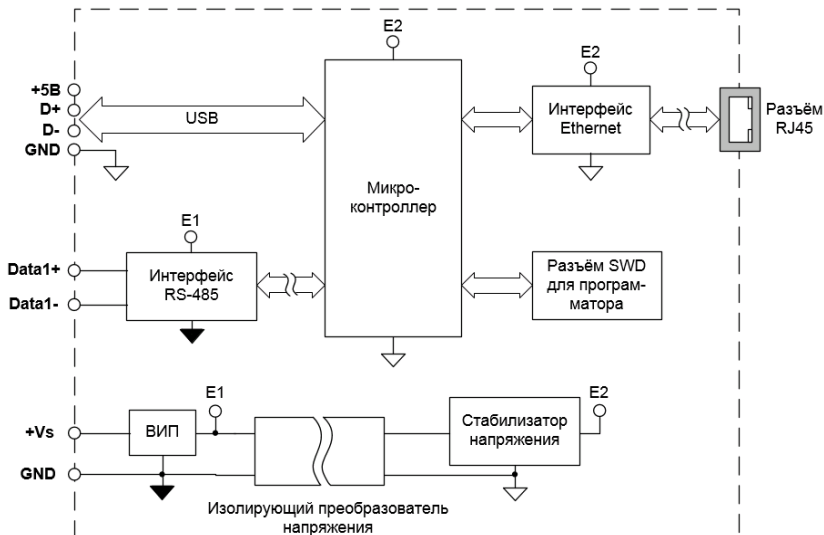 E2
+5В
D+
D-
GND
USB
Микро-
контроллер
E2
Интерфейс
Ethernet
Разъём
RJ45
E1
Data1+
Data1-
Интерфейс
RS-485
Разъём SWD
для програм-
матора
+Vs
GND
ВИП
E1
Изолирующий преобразователь
напряжения
Стабилизатор
напряжения
E2